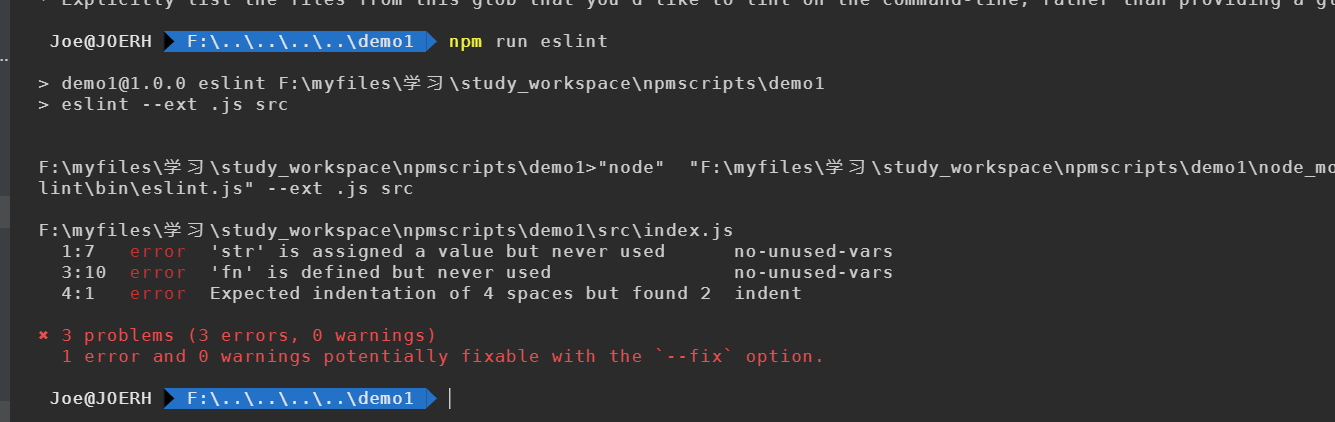 Explicitly list the files from this glob that you'd like to lint on the command-line, rather than providing a gl
Joe@JOERH F:\..\..\..\..\demo1 npm run eslint
> demo1@1.0.0 eslint F:\myfiles\学习\study_workspace\npmscripts\demo1
> eslint --ext .js src
F:\myfiles\学习\study_workspace\npmscripts\demo1>"node"  "F:\myfiles\学习\study_workspace\npmscripts\demo1\node_mo
lint\bin\eslint.js" --ext .js src
F:\myfiles\学习\study_workspace\npmscripts\demo1\src\index.js
1:7 error 'str' is assigned a value but never used no-unused-vars
3:10 error 'fn' is defined but never used no-unused-vars
4:1 error Expected indentation of 4 spaces but found 2 indent
✖ 3 problems (3 errors, 0 warnings)
1 error and 0 warnings potentially fixable with the `--fix` option.
Joe@JOERH F:\..\..\..\..\demo1